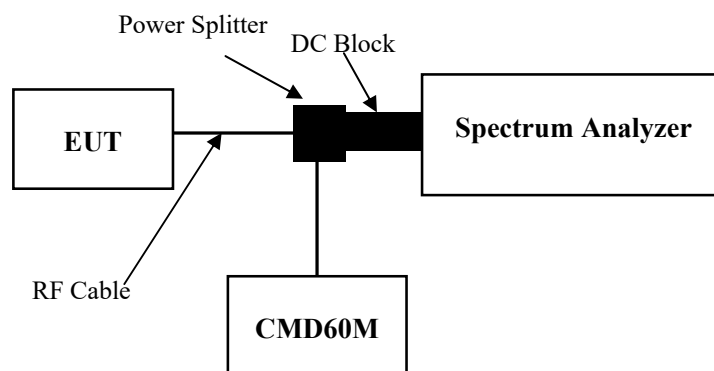 Power Splitter
DC Block
EUT
Spectrum Analyzer
RF Cable
CMD60M